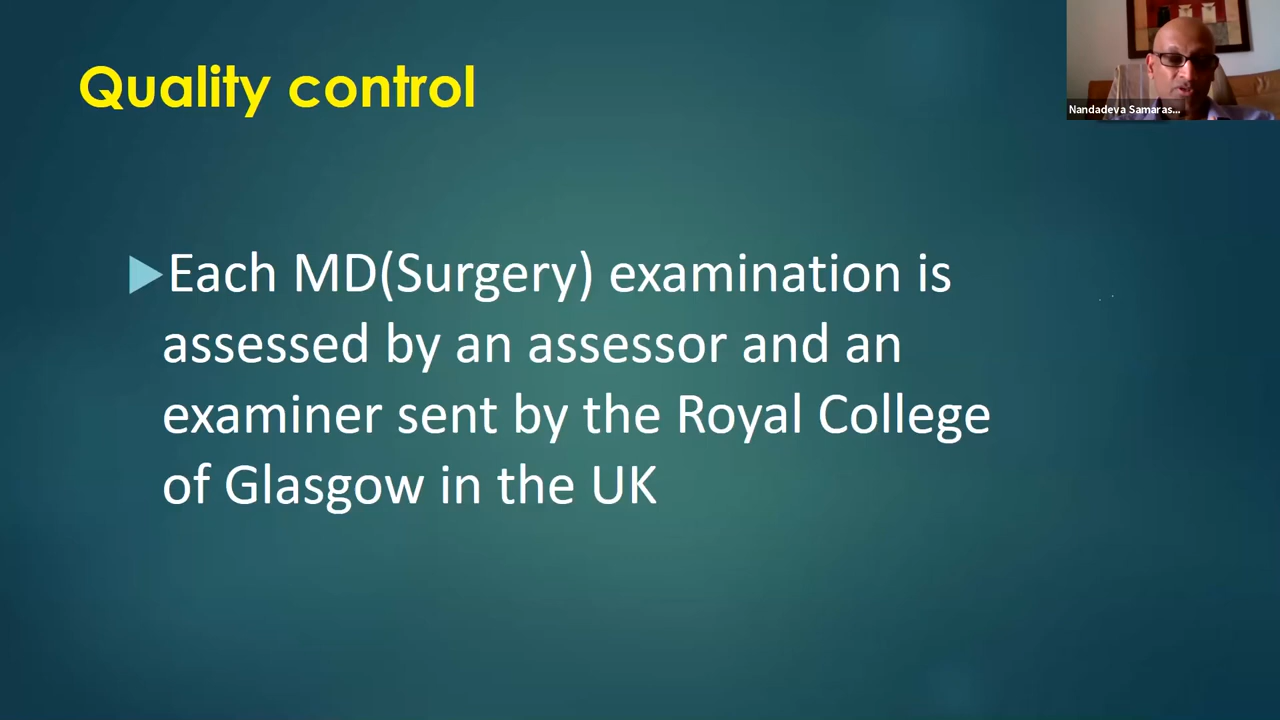 Quality control
Nandadeva Samaras...
Each MD(Surgery) examination is
assessed by an assessor and an
examiner sent by the Royal College
of Glasgow in the UK